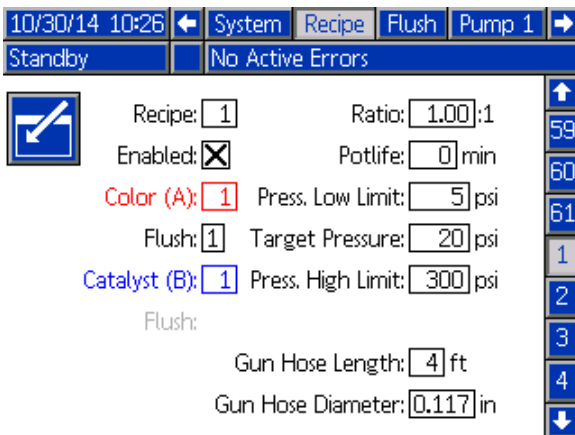 10/30/14 10:26 System Recipe Flush Pump 1
Standby No Active Errors
Recipe: 1 Ratio: 1.00 :1
Enabled: Potlife: 0 min
Color (A): 1 Press. Low Limit: 5 psi
Flush: 1 Target Pressure: 20 psi
Catalyst (B): 1 Press. High Limit: 300 psi
Flush:
Gun Hose Length: 4 ft
Gun Hose Diameter: 0.117 in
59
60
61
1
2
3
4